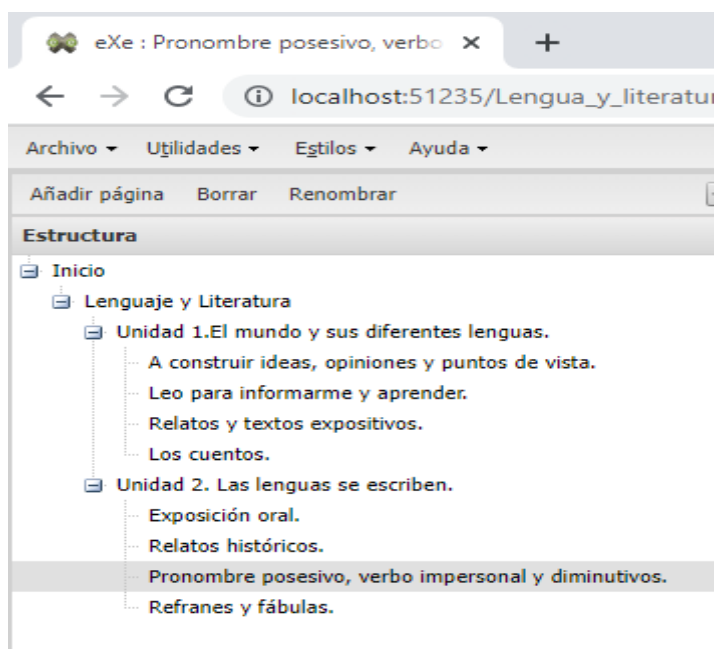 eXe : Pronombre posesivo, verbo
localhost:51235/Lengua_y_literatu
Archivo Utilidades Estilos Ayuda
Añadir página Borrar Renombrar
Estructura
Inicio
Lenguaje y Literatura
Unidad 1.El mundo y sus diferentes lenguas.
A construir ideas, opiniones y puntos de vista.
Leo para informarme y aprender.
Relatos y textos expositivos.
Los cuentos.
Unidad 2. Las lenguas se escriben.
Exposición oral.
Relatos históricos.
Pronombre posesivo, verbo impersonal y diminutivos.
Refranes y fábulas.